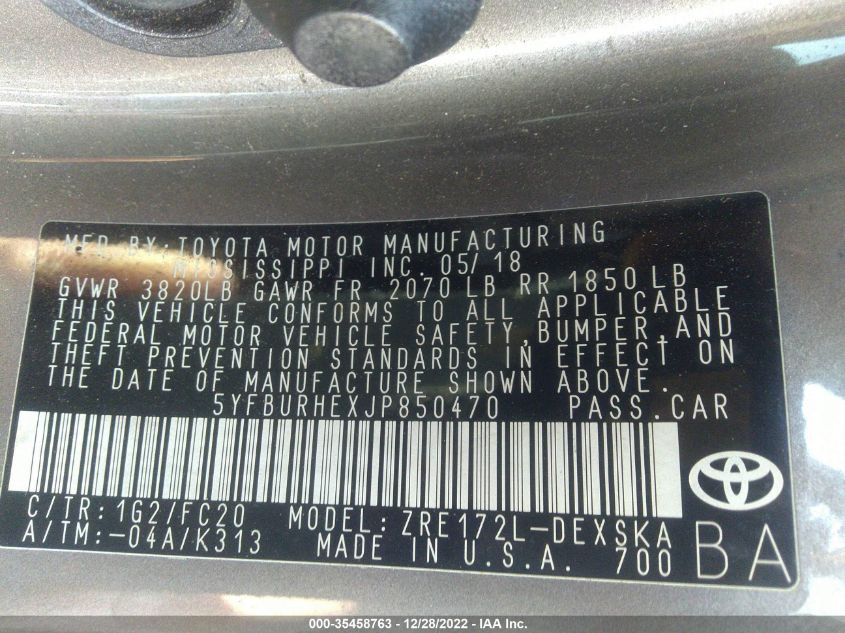 MFD BY:TOYOTA MOTOR MANUFACTURING
MISSISSIPPI INC. 05/18
GVWR 3820LB GAWR FR 2070 LB RR 1850 LB
THIS VEHICLE CONFORMS TO ALL APPLICABLE
FEDERAL MOTOR VEHICLE SAFETY,BUMPER,AND
THEFT PREVENTION STANDARDS IN EFFECT ON
THE DATE OF MANUFACTURE SHOWN ABOVE.
5YFBURHEXJP850470 PASS.CAR
C/TR:1G2/FC20 MODEL:ZRE172L-DEXSKA
A/TM:-04A/K313 MADE IN U.S.A. 700
BA
000-35458763 - 12/28/2022 - IAA Inc.